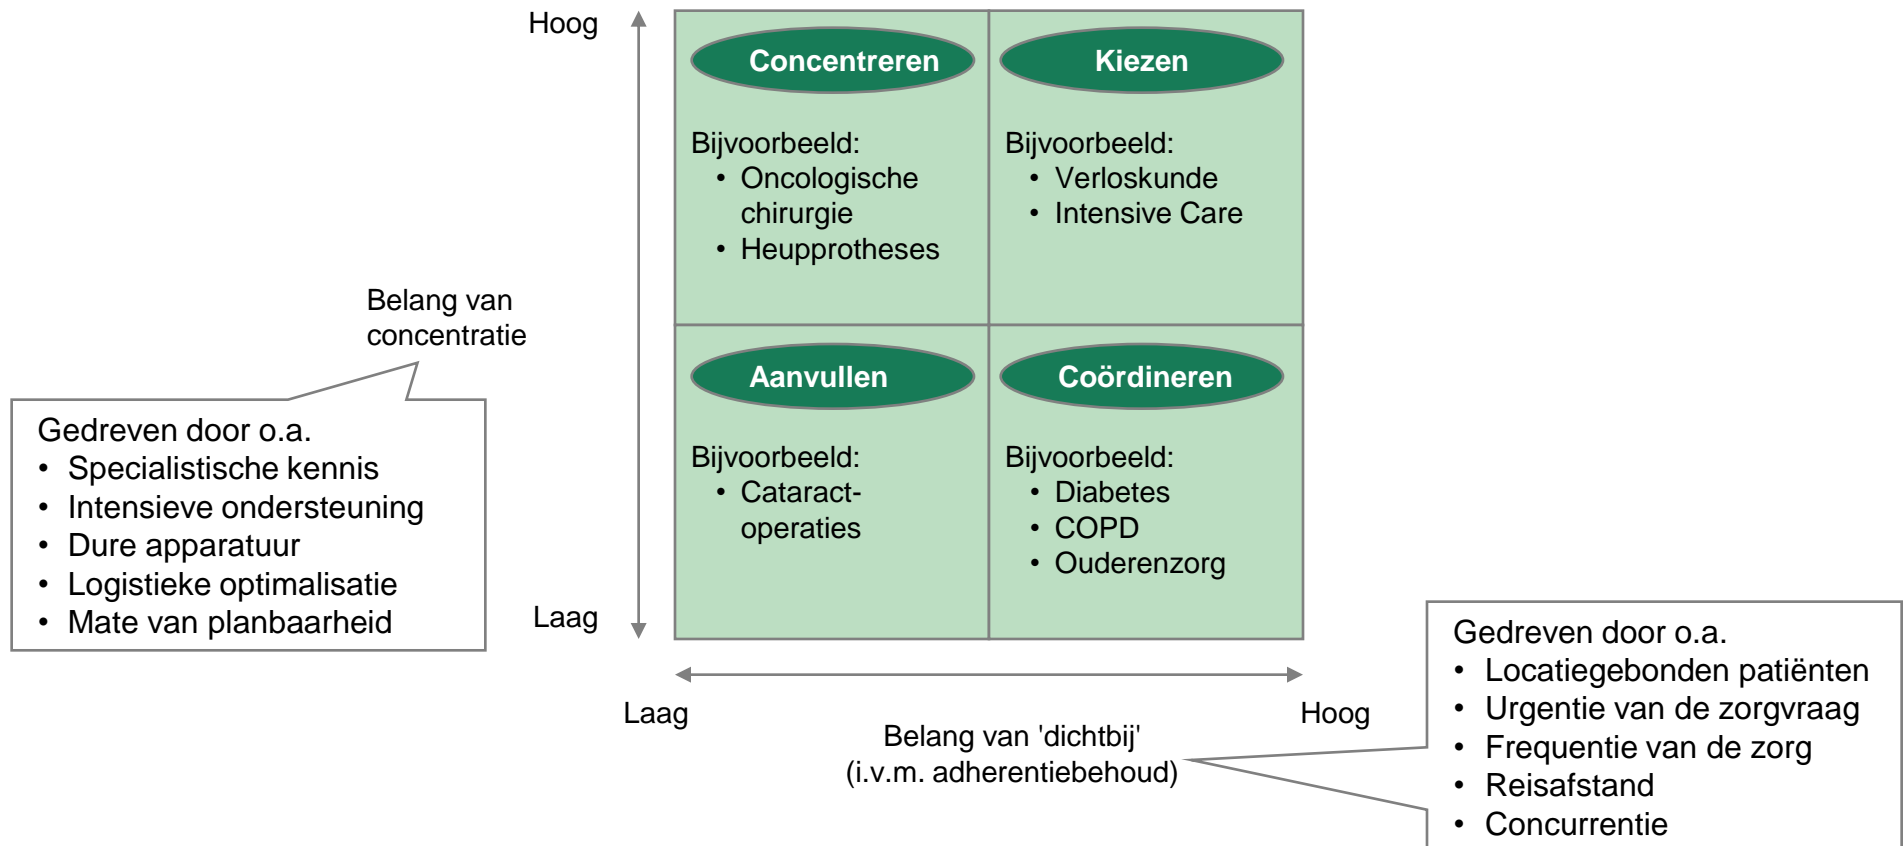 Hoog
Concentreren
Bijvoorbeeld:
• Oncologische
chirurgie
• Heupprotheses
Kiezen
Bijvoorbeeld:
• Verloskunde
• Intensive Care
Belang van
concentratie
Gedreven door o.a.
• Specialistische kennis
• Intensieve ondersteuning
• Dure apparatuur
• Logistieke optimalisatie
• Mate van planbaarheid
Aanvullen
Bijvoorbeeld:
• Cataract-
operaties
Coördineren
Bijvoorbeeld:
• Diabetes
• COPD
• Ouderenzorg
Laag
Laag
Hoog
Belang van 'dichtbij'
(i.v.m. adherentiebehoud)
Gedreven door o.a.
• Locatiegebonden patiënten
• Urgentie van de zorgvraag
• Frequentie van de zorg
• Reisafstand
• Concurrentie